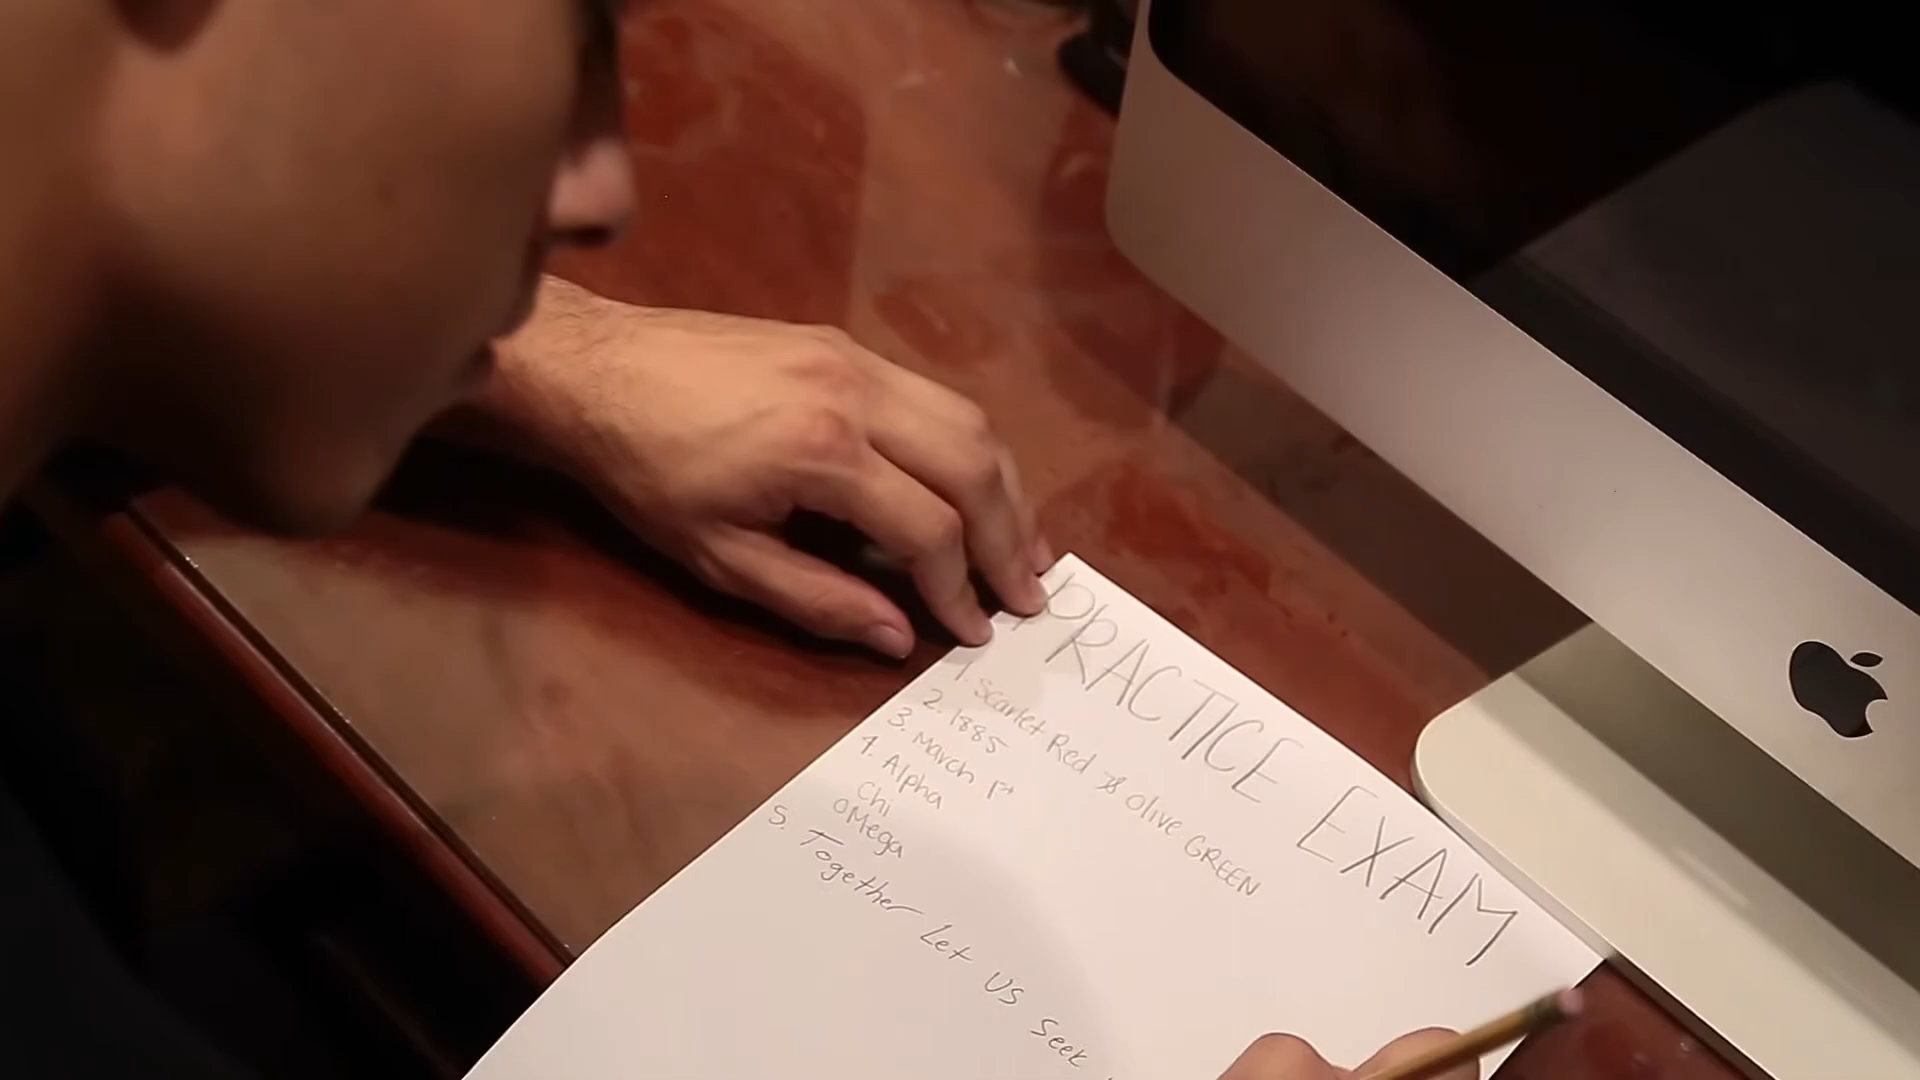 PRACTICE EXAM
1. Scarlet Red & Olive GREEN
2. 1885
3. March 1st
4. Alpha
Chi
OMega
5. Together Let US Seek